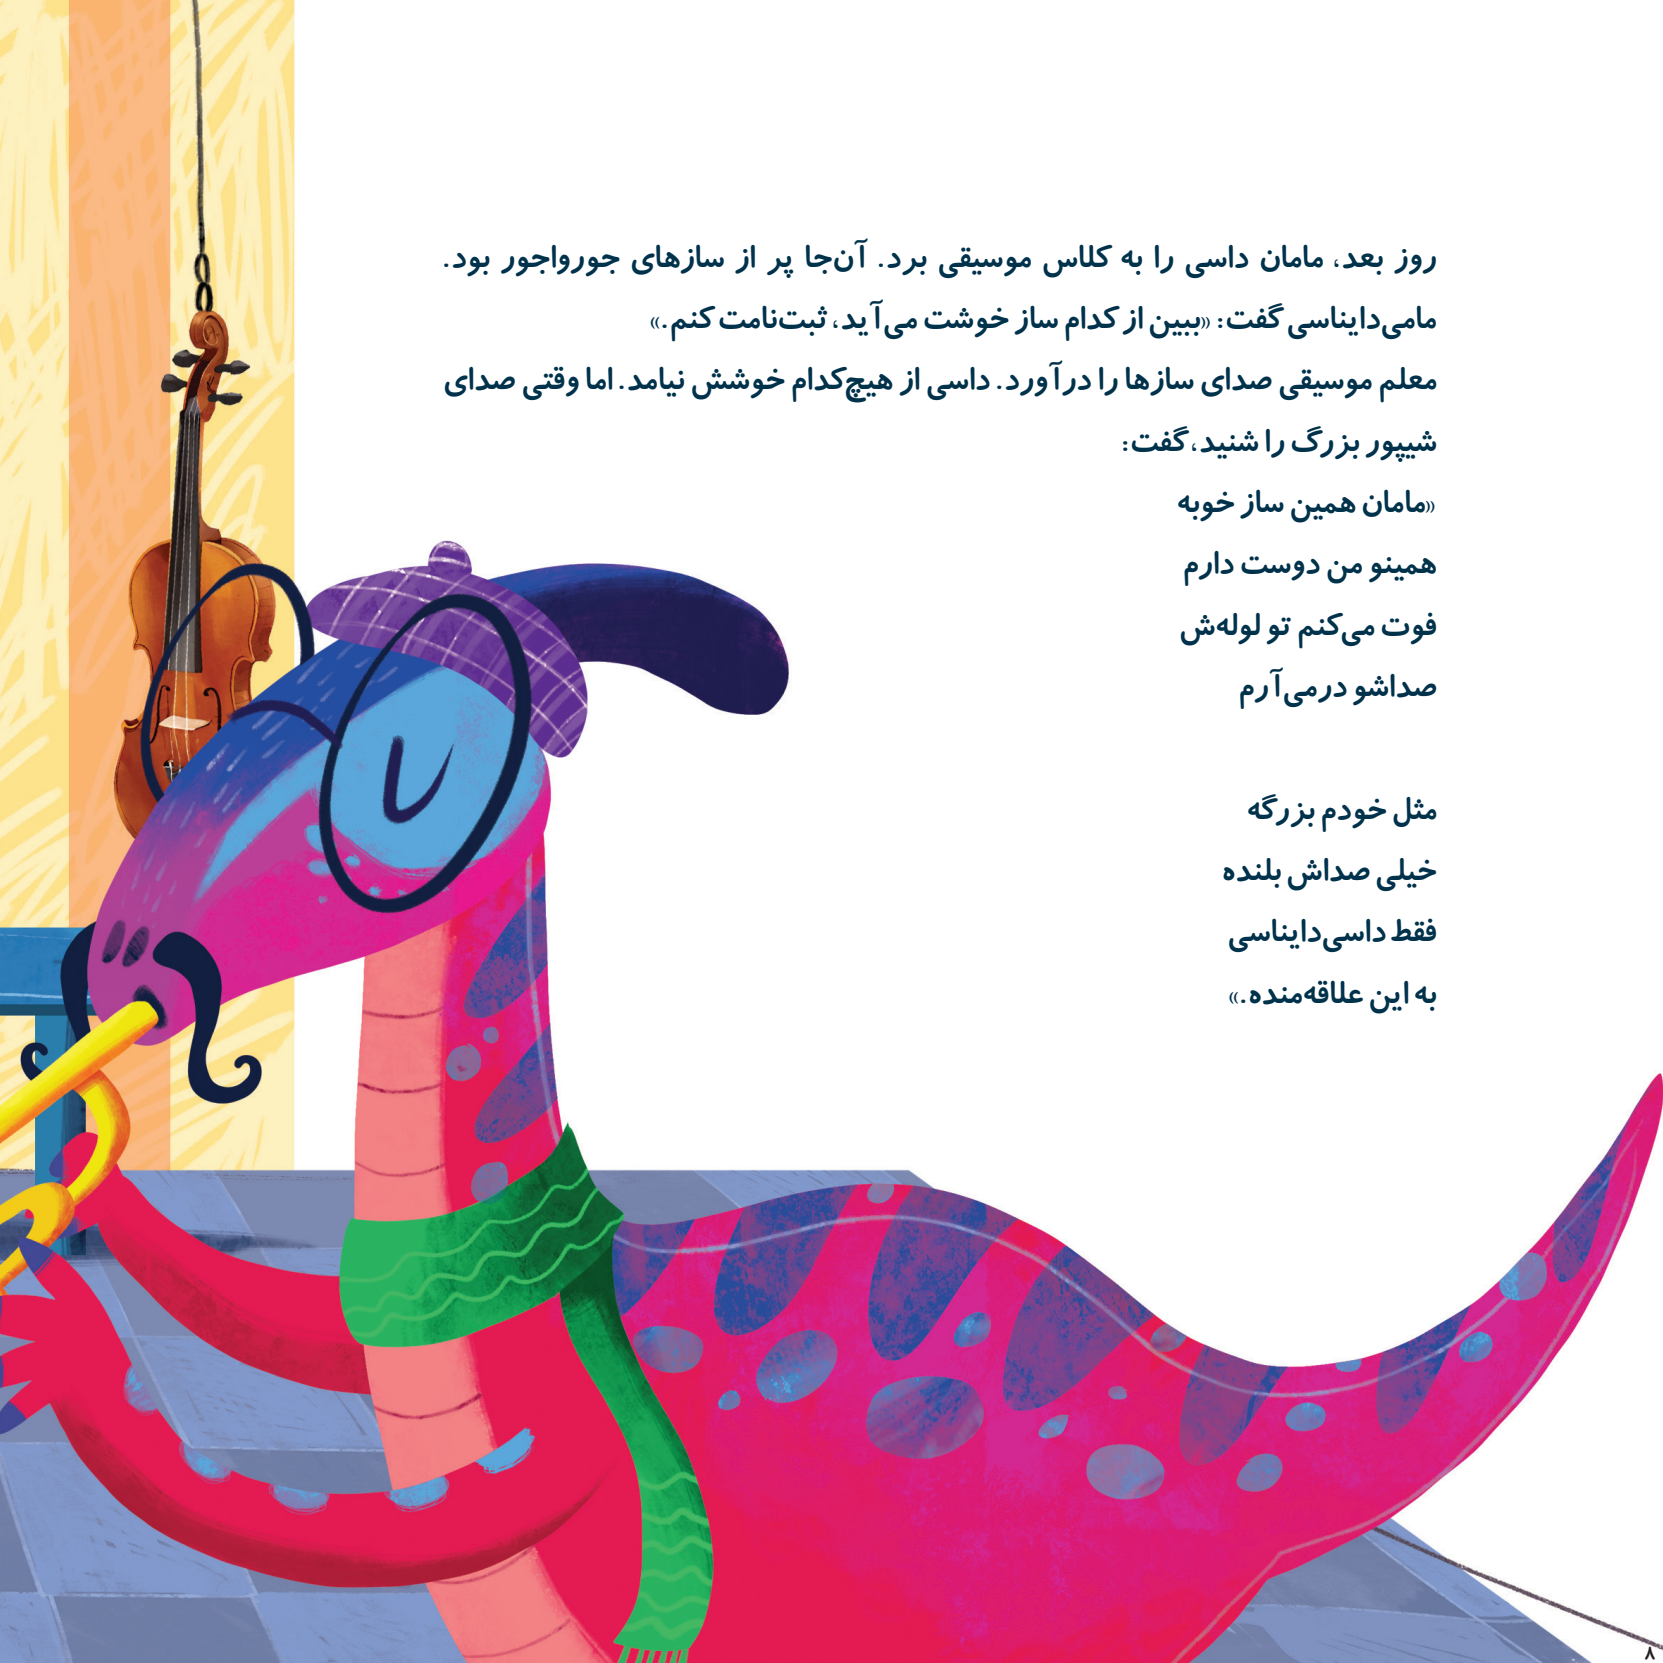 روز بعد، مامان داسی را به کلاس موسیقی برد. آن‌جا پر از سازهای جورواجور بود.
مامی‌دایناسی گفت: «ببین از کدام ساز خوشت می‌آید، ثبت‌نامت کنم.»
معلم موسیقی صدای سازها را درآورد. داسی از هیچ‌کدام خوشش نیامد. اما وقتی صدای
شیپور بزرگ را شنید، گفت:
«مامان همین ساز خوبه
همینو من دوست دارم
فوت می‌کنم تو لوله‌ش
صداشو درمی‌آرم
مثل خودم بزرگه
خیلی صداش بلنده
فقط داسی‌دایناسی
به این علاقه‌منده.»
۸